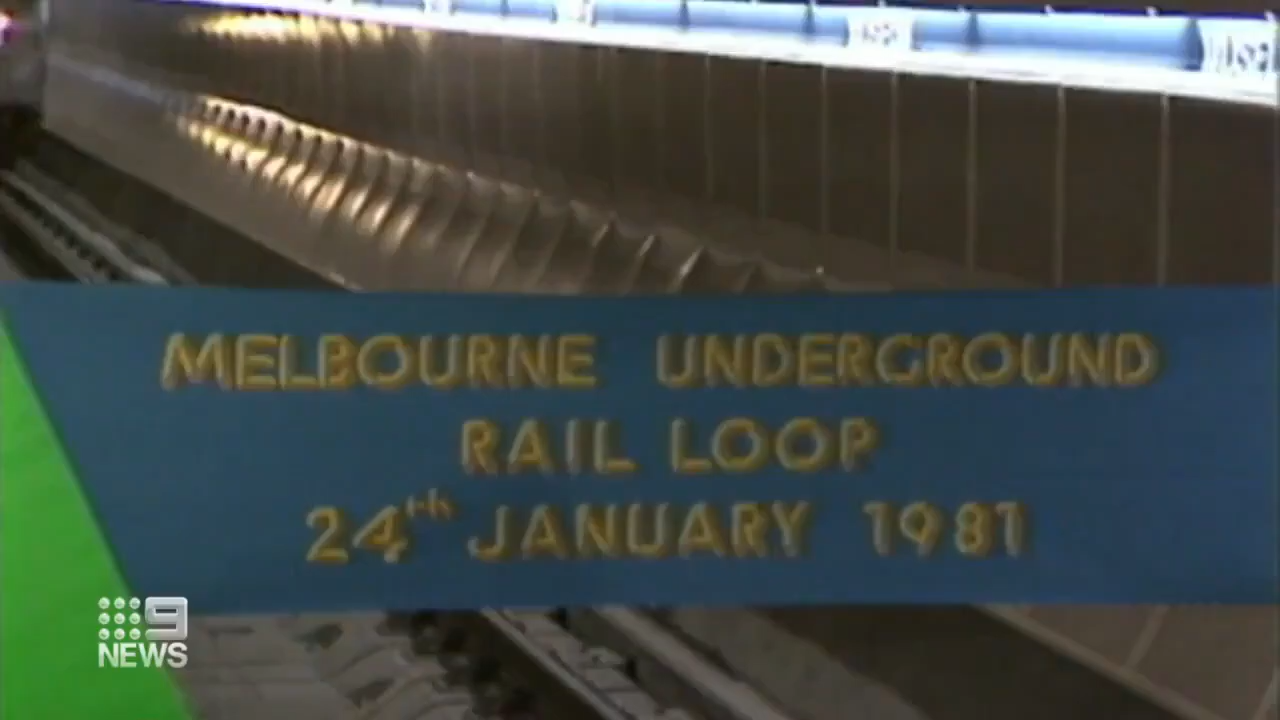 MELBOURNE UNDERGROUND
RAIL LOOP
24th JANUARY 1981
9
NEWS